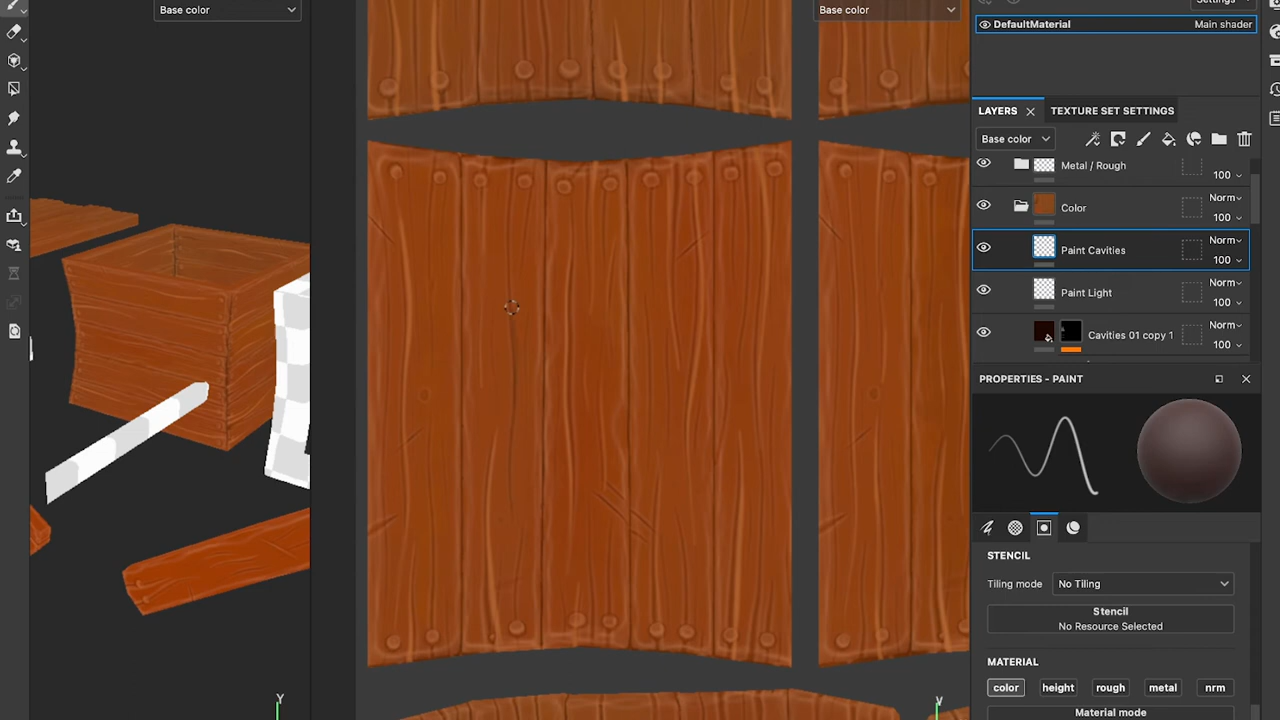 Base color
Base color
Settings
DefaultMaterial Main shader
LAYERS TEXTURE SET SETTINGS
Base color
Metal / Rough
100
Color Norm
100
Paint Cavities Norm
100
Paint Light Norm
100
Cavities 01 copy 1 Norm
100
PROPERTIES - PAINT
STENCIL
Tiling mode No Tiling
Stencil
No Resource Selected
MATERIAL
color height rough metal nrm
Material mode
Y
V